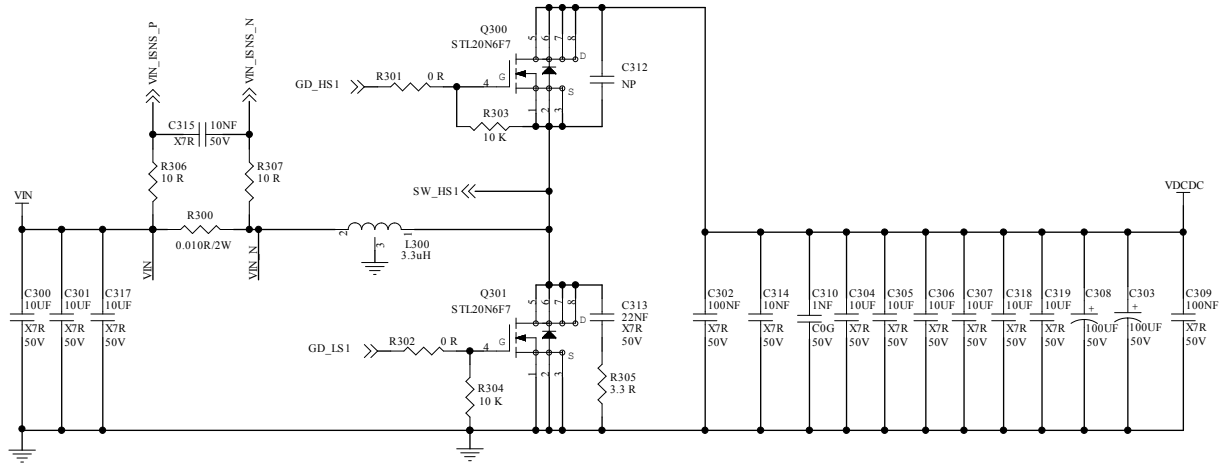 VIN_ISNS_P
VIN_ISNS_N
C315
10NF
X7R
50V
R306
10 R
R307
10 R
VIN
R300
0.010R/2W
VIN
VIN_N
C300
10UF
X7R
50V
C301
10UF
X7R
50V
C317
10UF
X7R
50V
2
1
3
L300
3.3uH
Q300
STL20N6F7
GD_HS1
R301
0 R
4
G
D
S
5
6
7
8
1
2
3
R303
10 K
C312
NP
SW_HS1
Q301
STL20N6F7
GD_LS1
R302
0 R
4
G
D
S
5
6
7
8
1
2
3
R304
10 K
C313
22NF
X7R
50V
R305
3.3 R
VDCDC
C302
100NF
X7R
50V
C314
10NF
X7R
50V
C310
1NF
C0G
50V
C304
10UF
X7R
50V
C305
10UF
X7R
50V
C306
10UF
X7R
50V
C307
10UF
X7R
50V
C318
10UF
X7R
50V
C319
10UF
X7R
50V
C308
+
100UF
50V
C303
+
100UF
50V
C309
100NF
X7R
50V